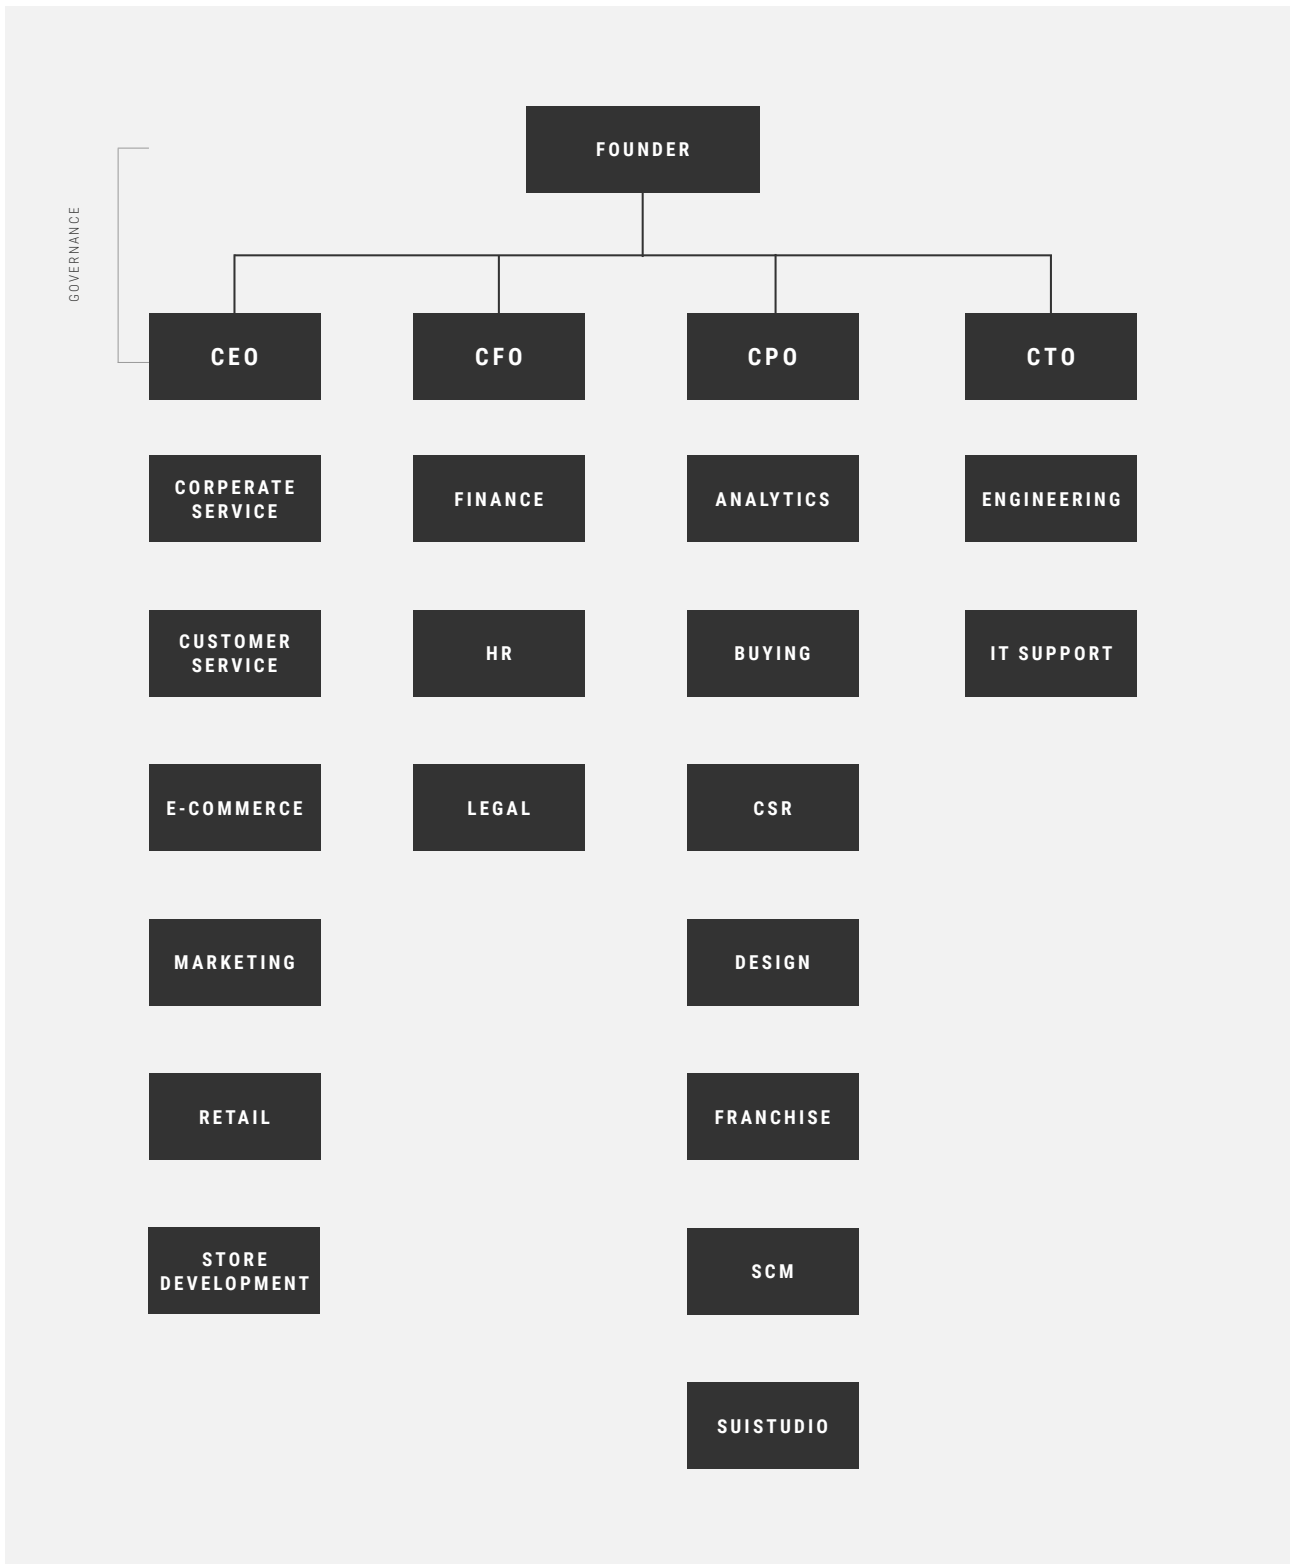 FOUNDER
GOVERNANCE
CEO
CFO
CPO
CTO
CORPERATE
SERVICE
FINANCE
ANALYTICS
ENGINEERING
CUSTOMER
SERVICE
HR
BUYING
IT SUPPORT
E-COMMERCE
LEGAL
CSR
MARKETING
DESIGN
RETAIL
FRANCHISE
STORE
DEVELOPMENT
SCM
SUISTUDIO